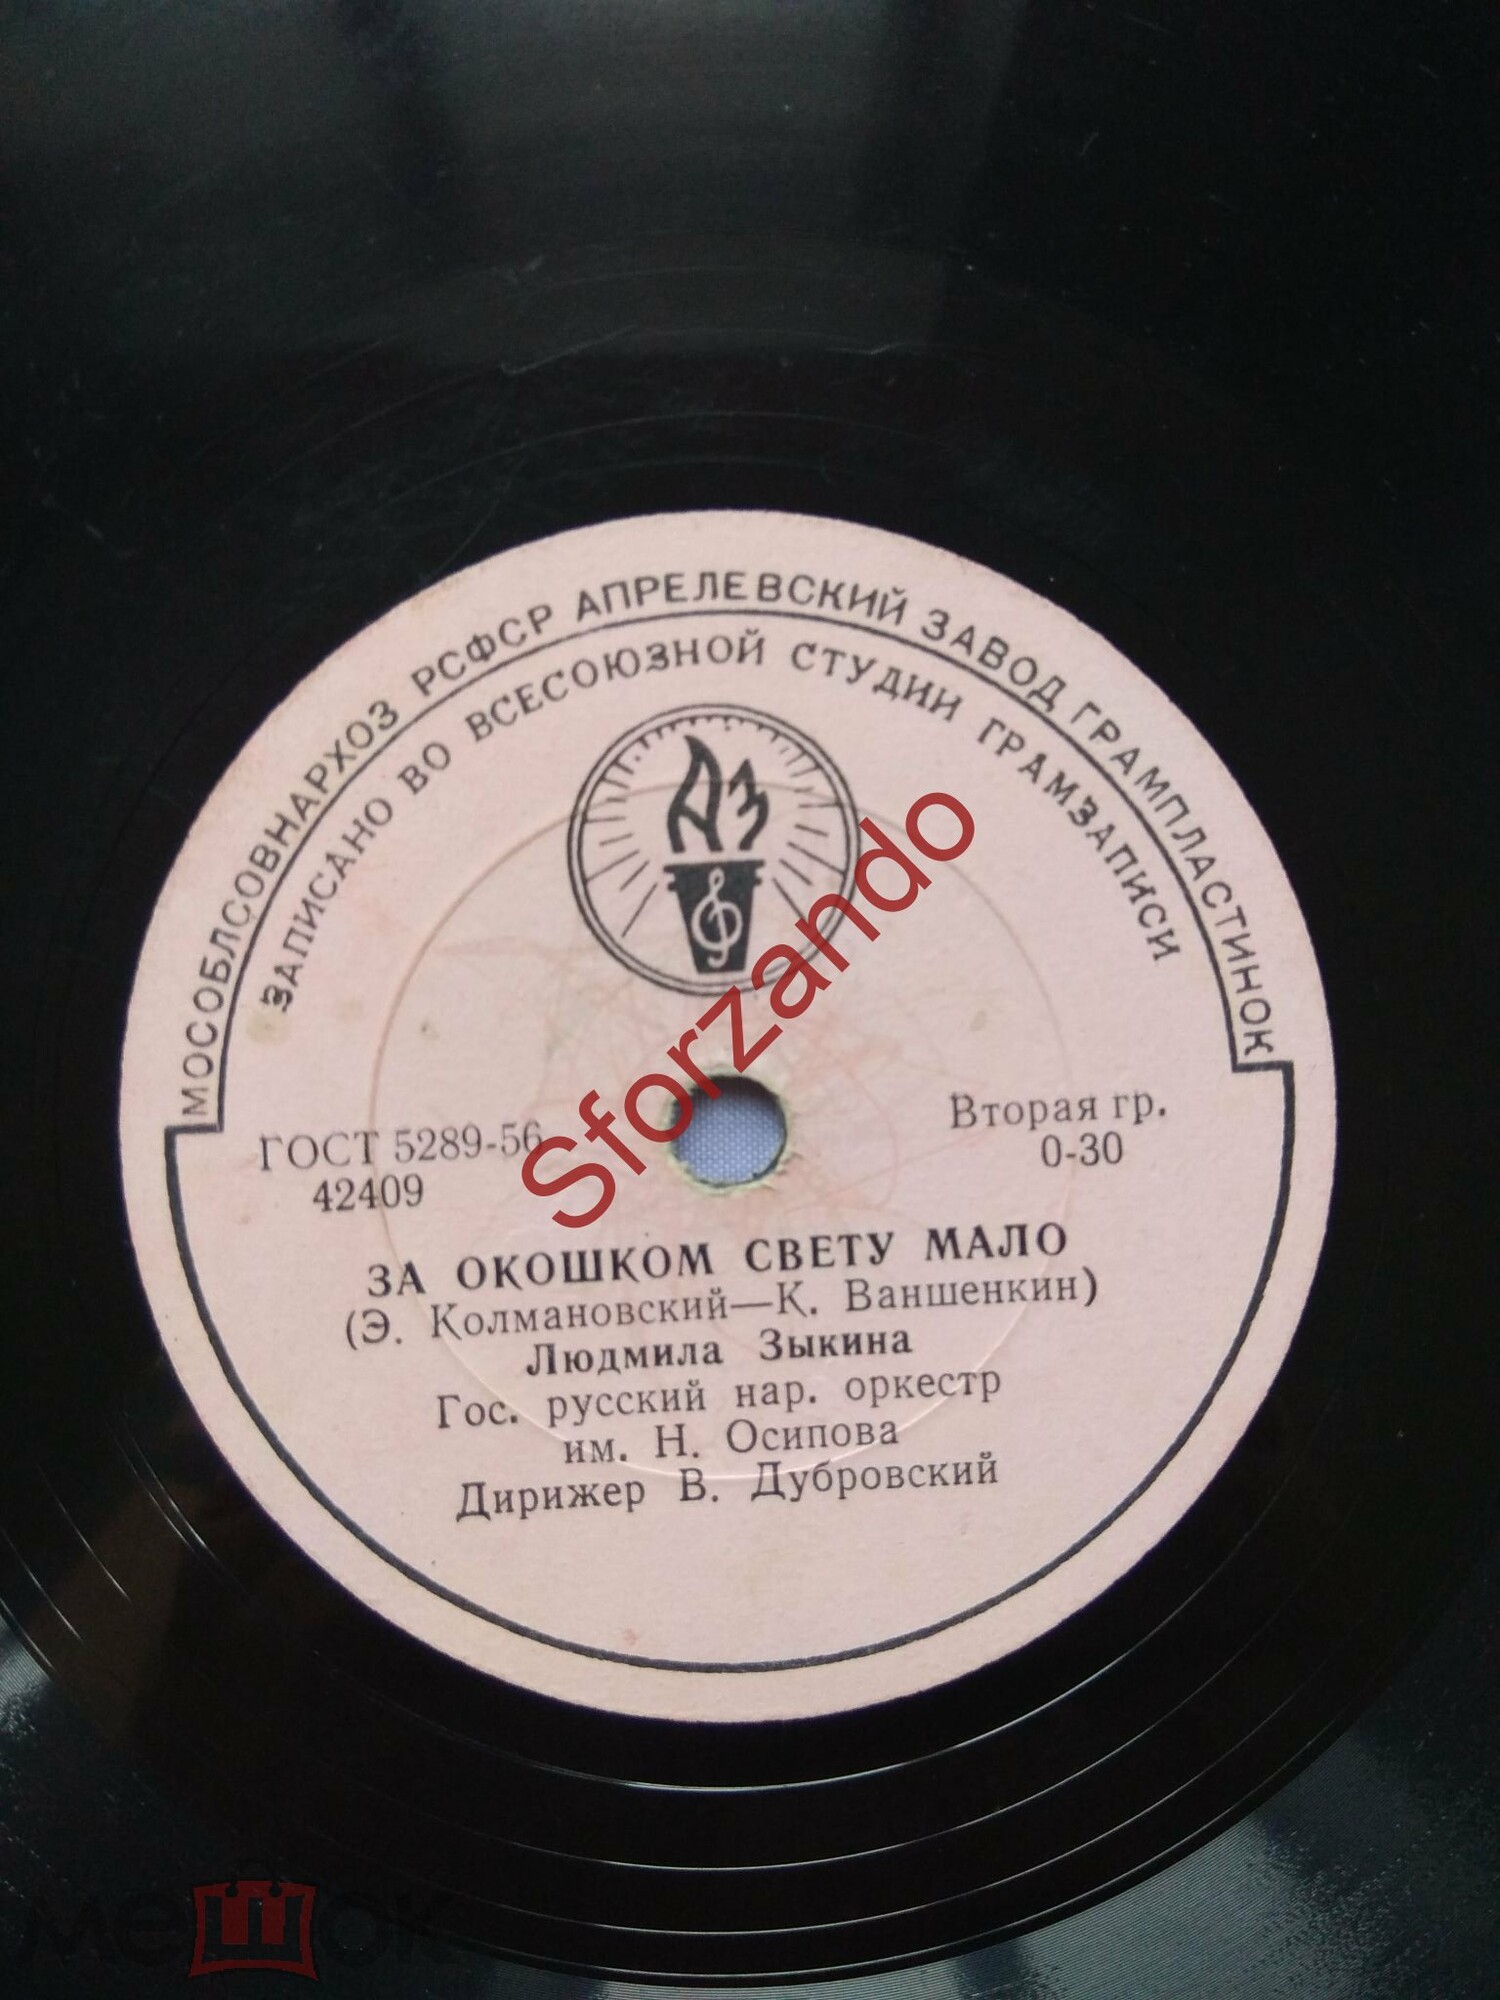 МОСОБЛСОВНАРХОЗ РСФСР АПРЕЛЕВСКИЙ ЗАВОД ГРАМПЛАСТИНОК
ЗАПИСАНО ВО ВСЕСОЮЗНОЙ СТУДИИ ГРАМЗАПИСИ
АЗ
Sforzando
ГОСТ 5289-56
42409
Вторая гр.
0-30
ЗА ОКОШКОМ СВЕТУ МАЛО
(Э. Колмановский—К. Ваншенкин)
Людмила Зыкина
Гос. русский нар. оркестр
им. Н. Осипова
Дирижер В. Дубровский
мешок